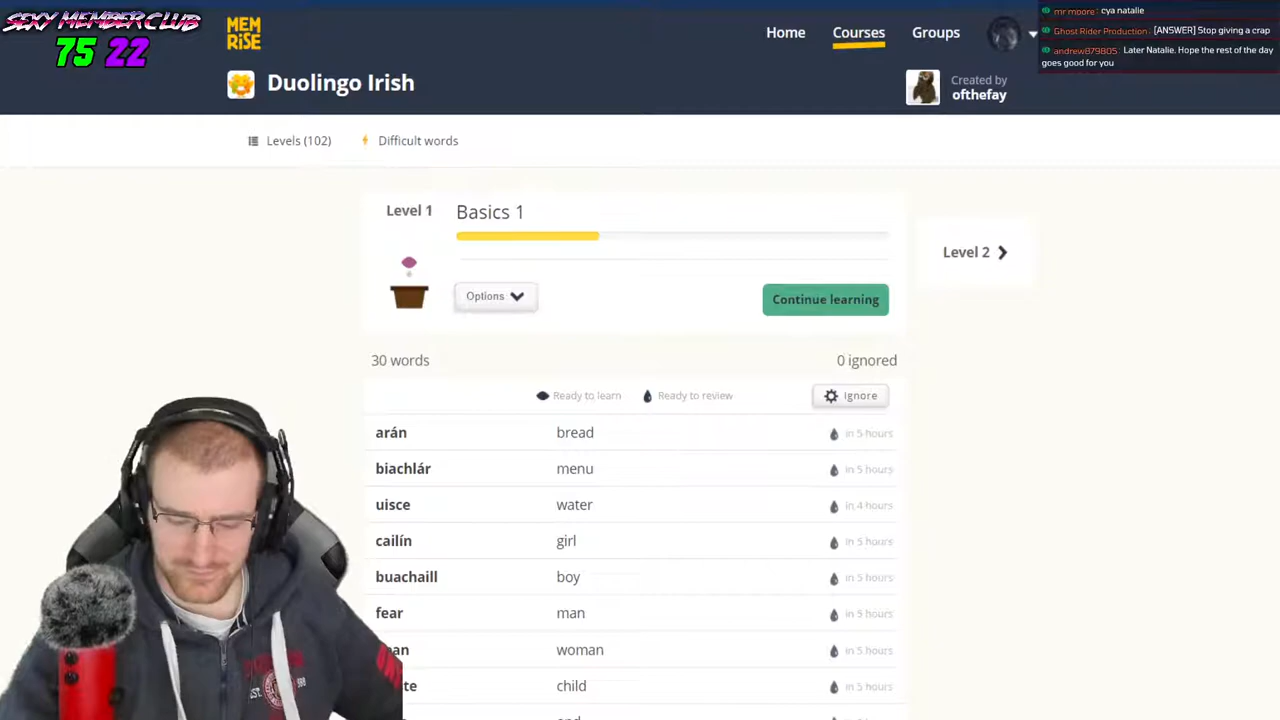 SEXY MEMBER CLUB
75 22
MEM
RiSE
Home
Courses
Groups
mr moore: cya natalie
Ghost Rider Production: [ANSWER] Stop giving a crap
andrew879805: Later Natalie. Hope the rest of the day
goes good for you
Duolingo Irish
Created by
ofthefay
Levels (102)
Difficult words
Level 1
Basics 1
Level 2
Options
Continue learning
30 words
0 ignored
Ready to learn
Ready to review
Ignore
arán bread in 5 hours
biachlár menu in 5 hours
uisce water in 4 hours
cailín girl in 5 hours
buachaill boy in 5 hours
fear man in 5 hours
woman in 5 hours
child in 5 hours